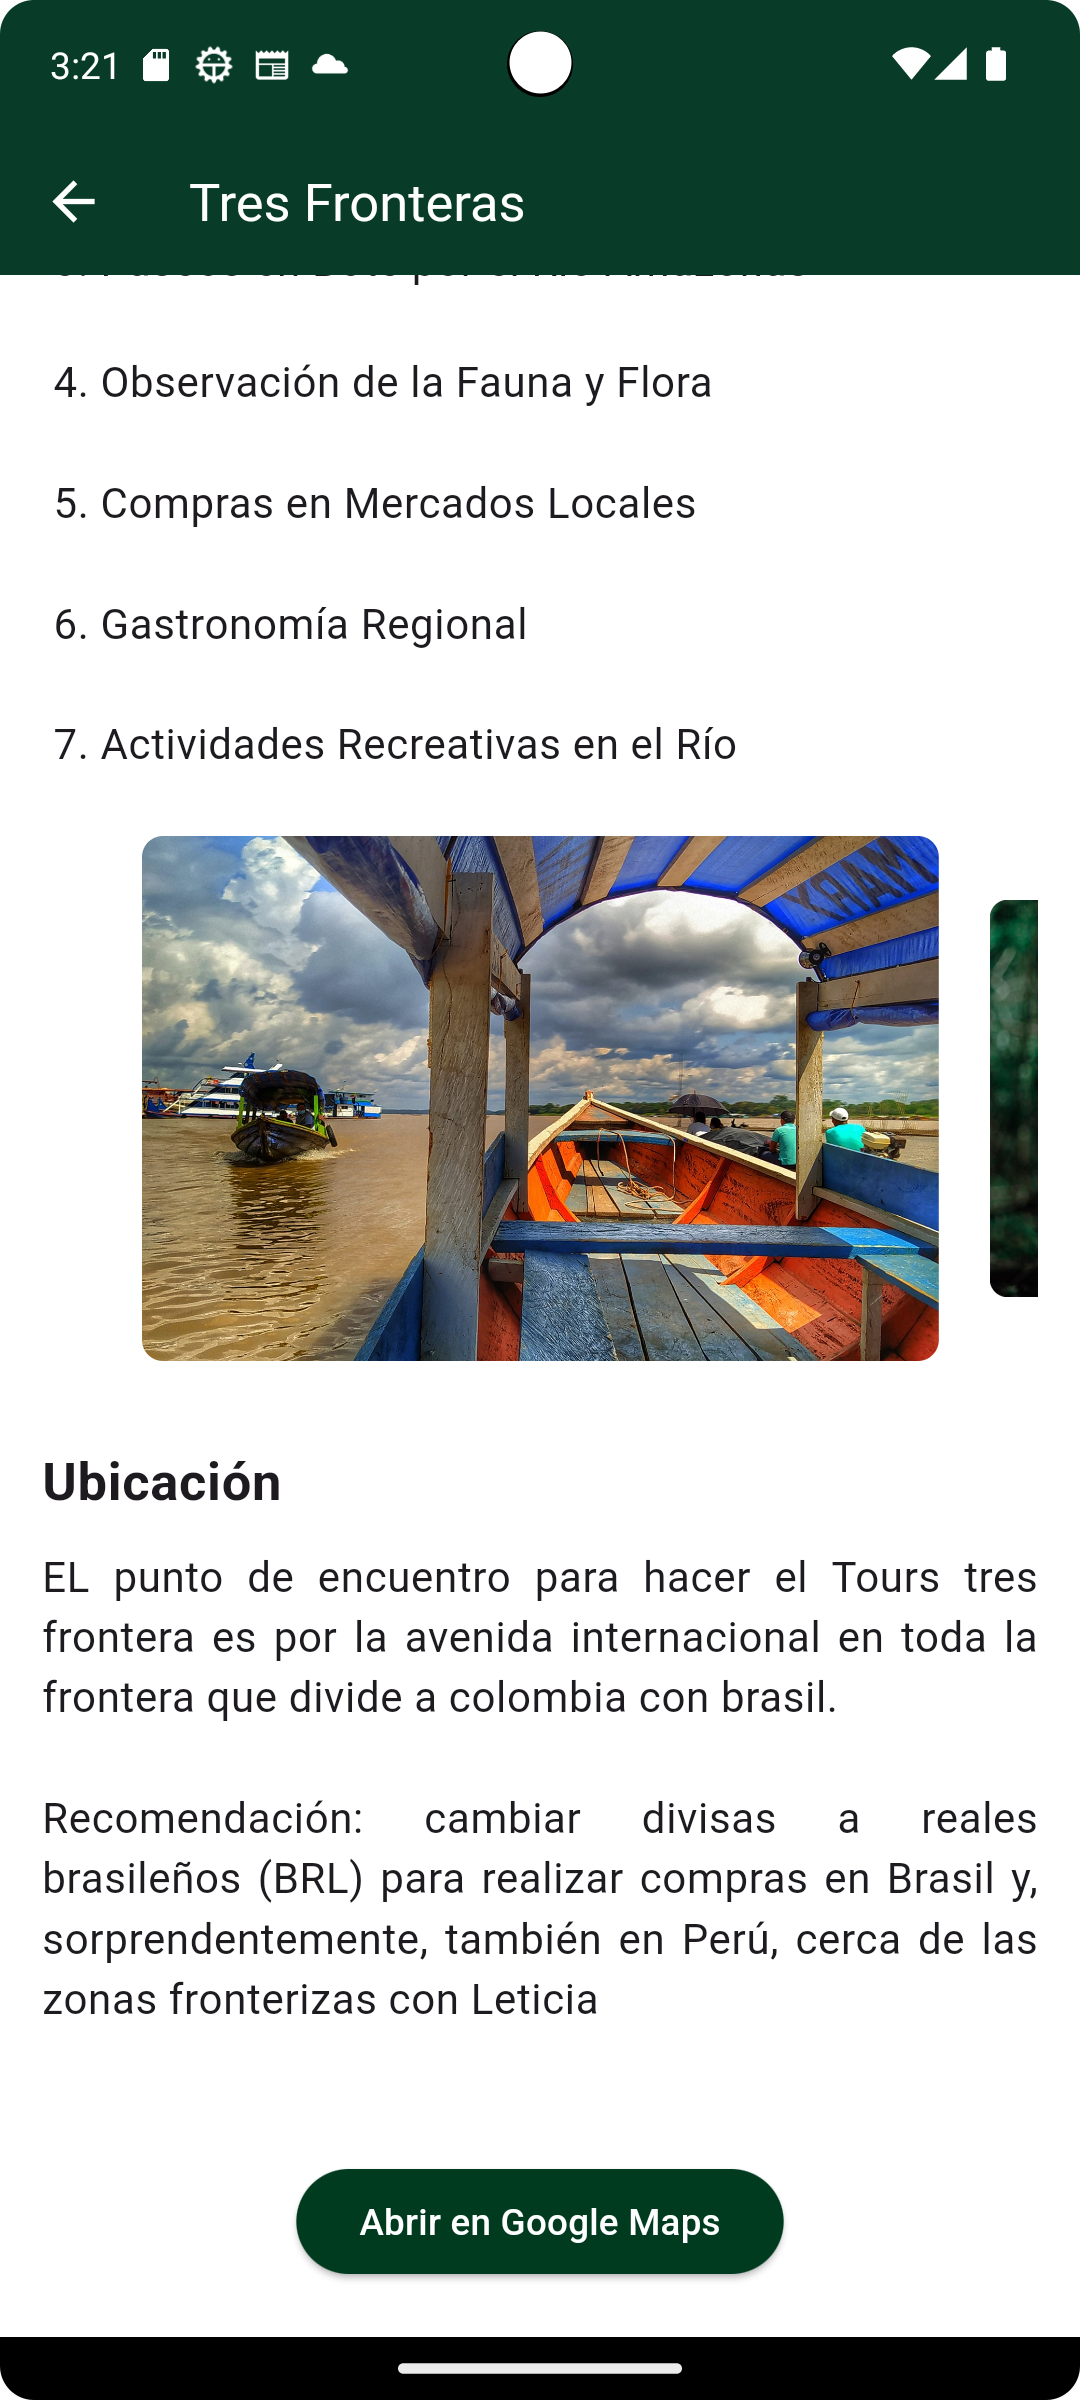 3:21
Tres Fronteras
4. Observación de la Fauna y Flora
5. Compras en Mercados Locales
6. Gastronomía Regional
7. Actividades Recreativas en el Río
Ubicación
EL punto de encuentro para hacer el Tours tres
frontera es por la avenida internacional en toda la
frontera que divide a colombia con brasil.
Recomendación: cambiar divisas a reales
brasileños (BRL) para realizar compras en Brasil y,
sorprendentemente, también en Perú, cerca de las
zonas fronterizas con Leticia
Abrir en Google Maps